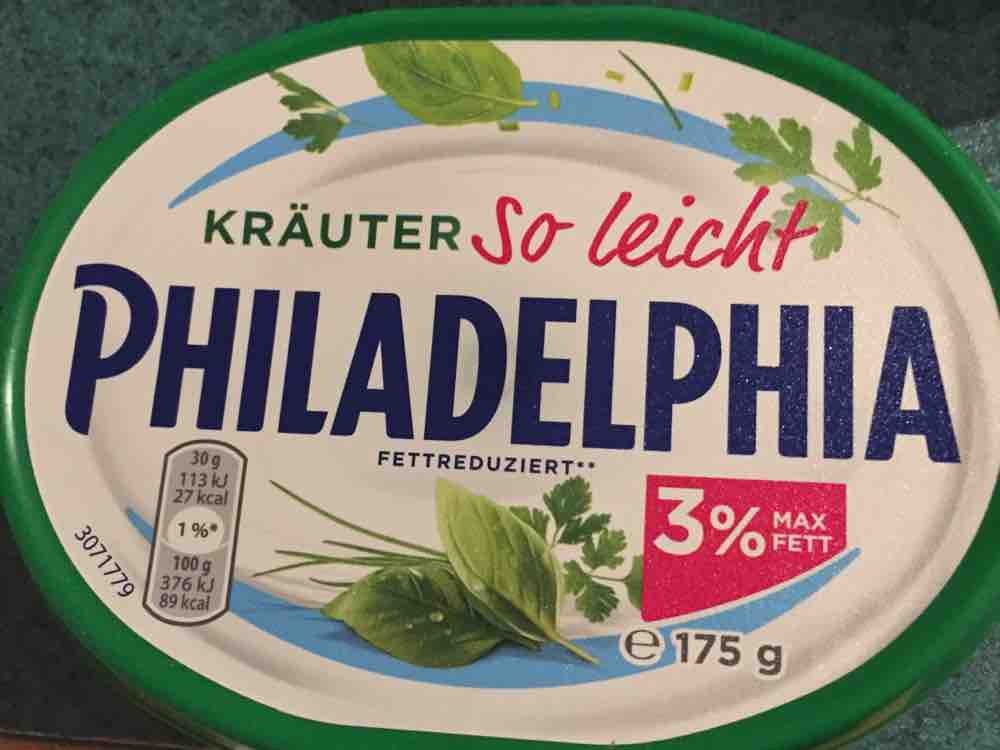 KRÄUTER So leicht
PHILADELPHIA
FETTREDUZIERT**
30 g
113 kJ
27 kcal
1 %*
100 g
376 kJ
89 kcal
3071779
3% MAX
FETT
℮ 175 g